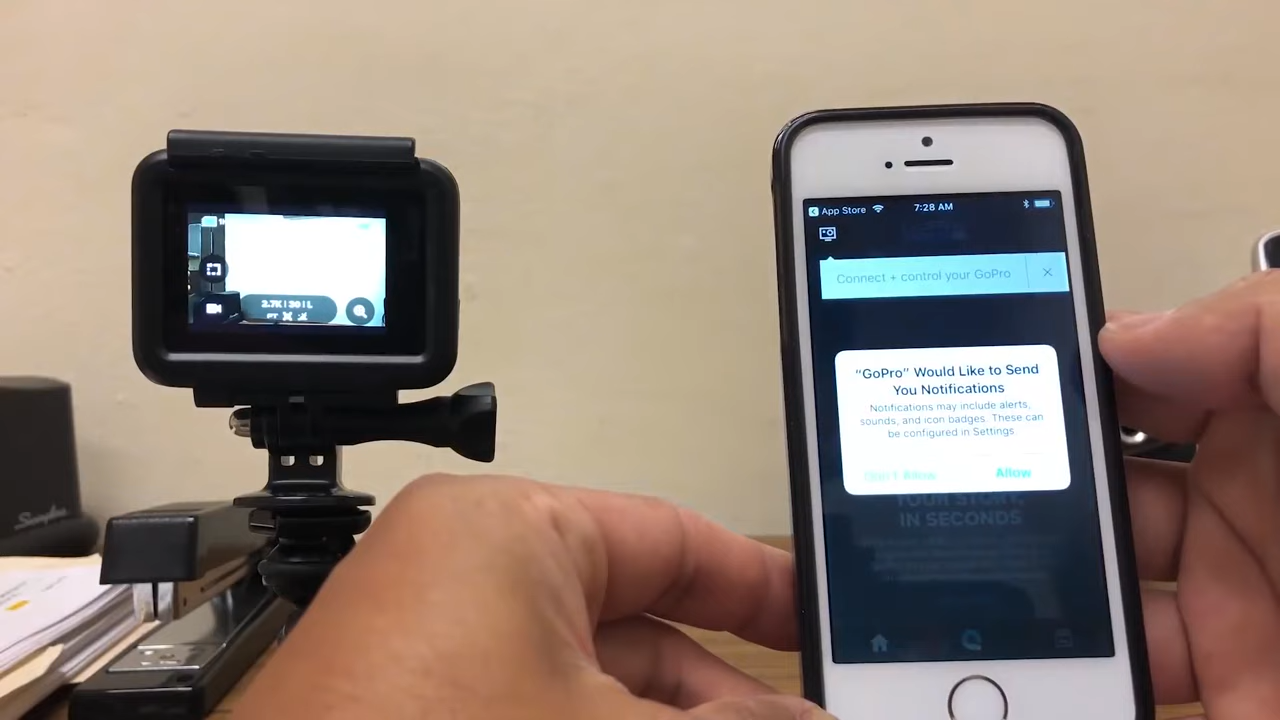 2.7K | 30 | L
App Store
7:28 AM
Connect + control your GoPro
“GoPro” Would Like to Send
You Notifications
Notifications may include alerts,
sounds, and icon badges. These can
be configured in Settings.
Don't Allow
Allow
YOUR STORY.
IN SECONDS